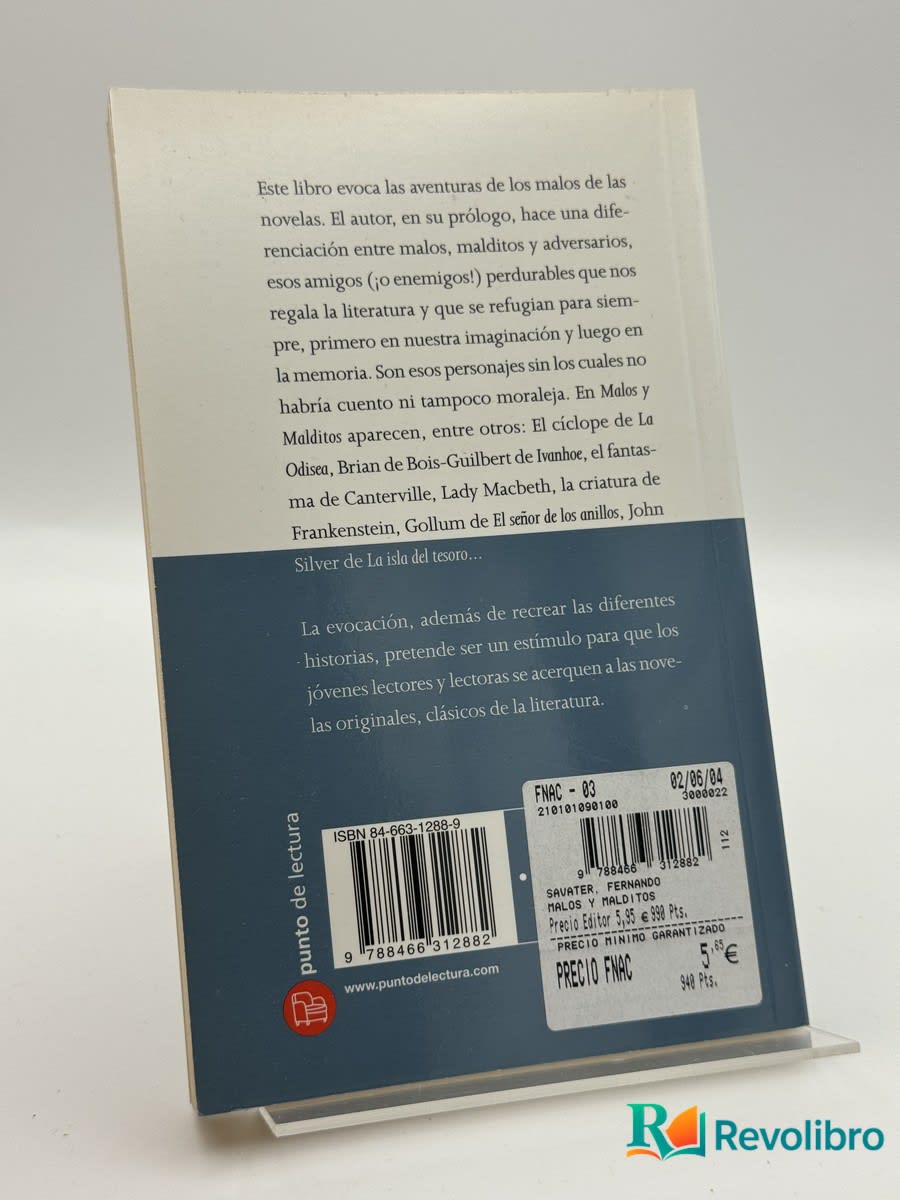 Este libro evoca las aventuras de los malos de las
novelas. El autor, en su prólogo, hace una dife-
renciación entre malos, malditos y adversarios,
esos amigos (¡o enemigos!) perdurables que nos
regala la literatura y que se refugian para siem-
pre, primero en nuestra imaginación y luego en
la memoria. Son esos personajes sin los cuales no
habría cuento ni tampoco moraleja. En Malos y
Malditos aparecen, entre otros: El cíclope de La
Odisea, Brian de Bois-Guilbert de Ivanhoe, el fantas-
ma de Canterville, Lady Macbeth, la criatura de
Frankenstein, Gollum de El señor de los anillos, John
Silver de La isla del tesoro...
La evocación, además de recrear las diferentes
historias, pretende ser un estímulo para que los
jóvenes lectores y lectoras se acerquen a las nove-
las originales, clásicos de la literatura.
punto de lectura
ISBN 84-663-1288-9
9 788466 312882
www.puntodelectura.com
FNAC - 03 02/06/04
210101090100 3000022
112
9 788466 312882
SAVATER, FERNANDO
MALOS Y MALDITOS
Precio Editor 5,95 € 990 Pts.
PRECIO MINIMO GARANTIZADO
PRECIO FNAC 5,65€
940 Pts.
Revolibro